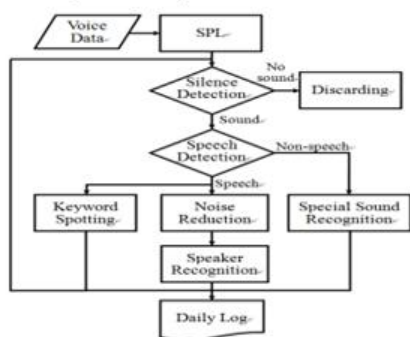 Voice
Data
SPL
Silence
Detection
No
sound
Discarding
Sound
Speech
Detection
Non-speech
Speech
Keyword
Spotting
Noise
Reduction
Special Sound
Recognition
Speaker
Recognition
Daily Log